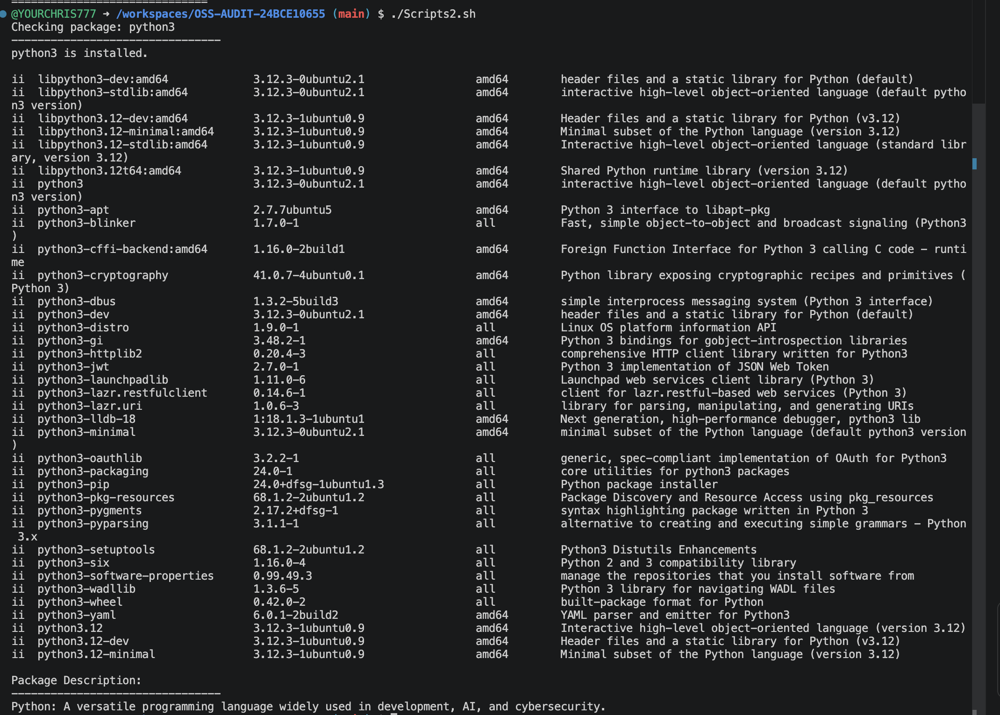 ==============================
@YOURCHRIS777 ➜ /workspaces/OSS-AUDIT-24BCE10655 (main) $ ./Scripts2.sh
Checking package: python3
--------------------------------
python3 is installed.
ii  libpython3-dev:amd64             3.12.3-0ubuntu2.1                 amd64        header files and a static library for Python (default)
ii  libpython3-stdlib:amd64          3.12.3-0ubuntu2.1                 amd64        interactive high-level object-oriented language (default pytho
n3 version)
ii  libpython3.12-dev:amd64          3.12.3-1ubuntu0.9                 amd64        Header files and a static library for Python (v3.12)
ii  libpython3.12-minimal:amd64      3.12.3-1ubuntu0.9                 amd64        Minimal subset of the Python language (version 3.12)
ii  libpython3.12-stdlib:amd64       3.12.3-1ubuntu0.9                 amd64        Interactive high-level object-oriented language (standard libr
ary, version 3.12)
ii  libpython3.12t64:amd64           3.12.3-1ubuntu0.9                 amd64        Shared Python runtime library (version 3.12)
ii  python3                          3.12.3-0ubuntu2.1                 amd64        interactive high-level object-oriented language (default pytho
n3 version)
ii  python3-apt                      2.7.7ubuntu5                      amd64        Python 3 interface to libapt-pkg
ii  python3-blinker                  1.7.0-1                           all          Fast, simple object-to-object and broadcast signaling (Python3
)
ii  python3-cffi-backend:amd64       1.16.0-2build1                    amd64        Foreign Function Interface for Python 3 calling C code - runti
me
ii  python3-cryptography             41.0.7-4ubuntu0.1                 amd64        Python library exposing cryptographic recipes and primitives (
Python 3)
ii  python3-dbus                     1.3.2-5build3                     amd64        simple interprocess messaging system (Python 3 interface)
ii  python3-dev                      3.12.3-0ubuntu2.1                 amd64        header files and a static library for Python (default)
ii  python3-distro                   1.9.0-1                           all          Linux OS platform information API
ii  python3-gi                       3.48.2-1                          amd64        Python 3 bindings for gobject-introspection libraries
ii  python3-httplib2                 0.20.4-3                          all          comprehensive HTTP client library written for Python3
ii  python3-jwt                      2.7.0-1                           all          Python 3 implementation of JSON Web Token
ii  python3-launchpadlib             1.11.0-6                          all          Launchpad web services client library (Python 3)
ii  python3-lazr.restfulclient       0.14.6-1                          all          client for lazr.restful-based web services (Python 3)
ii  python3-lazr.uri                 1.0.6-3                           all          library for parsing, manipulating, and generating URIs
ii  python3-lldb-18                  1:18.1.3-1ubuntu1                 amd64        Next generation, high-performance debugger, python3 lib
ii  python3-minimal                  3.12.3-0ubuntu2.1                 amd64        minimal subset of the Python language (default python3 version
)
ii  python3-oauthlib                 3.2.2-1                           all          generic, spec-compliant implementation of OAuth for Python3
ii  python3-packaging                24.0-1                            all          core utilities for python3 packages
ii  python3-pip                      24.0+dfsg-1ubuntu1.3              all          Python package installer
ii  python3-pkg-resources            68.1.2-2ubuntu1.2                 all          Package Discovery and Resource Access using pkg_resources
ii  python3-pygments                 2.17.2+dfsg-1                     all          syntax highlighting package written in Python 3
ii  python3-pyparsing                3.1.1-1                           all          alternative to creating and executing simple grammars - Python
 3.x
ii  python3-setuptools               68.1.2-2ubuntu1.2                 all          Python3 Distutils Enhancements
ii  python3-six                      1.16.0-4                          all          Python 2 and 3 compatibility library
ii  python3-software-properties      0.99.49.3                         all          manage the repositories that you install software from
ii  python3-wadllib                  1.3.6-5                           all          Python 3 library for navigating WADL files
ii  python3-wheel                    0.42.0-2                          all          built-package format for Python
ii  python3-yaml                     6.0.1-2build2                     amd64        YAML parser and emitter for Python3
ii  python3.12                       3.12.3-1ubuntu0.9                 amd64        Interactive high-level object-oriented language (version 3.12)
ii  python3.12-dev                   3.12.3-1ubuntu0.9                 amd64        Header files and a static library for Python (v3.12)
ii  python3.12-minimal               3.12.3-1ubuntu0.9                 amd64        Minimal subset of the Python language (version 3.12)
Package Description:
--------------------------------
Python: A versatile programming language widely used in development, AI, and cybersecurity.